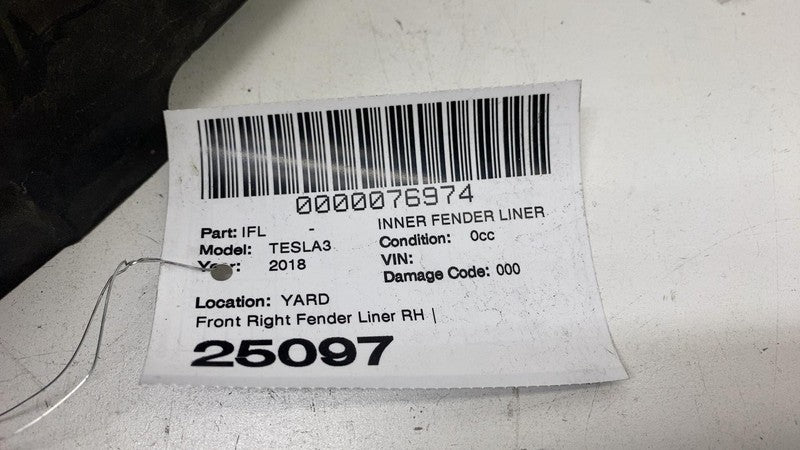 0000076974
Part: IFL - INNER FENDER LINER
Model: TESLA3 Condition: 0cc
Year: 2018 VIN:
Damage Code: 000
Location: YARD
Front Right Fender Liner RH |
25097